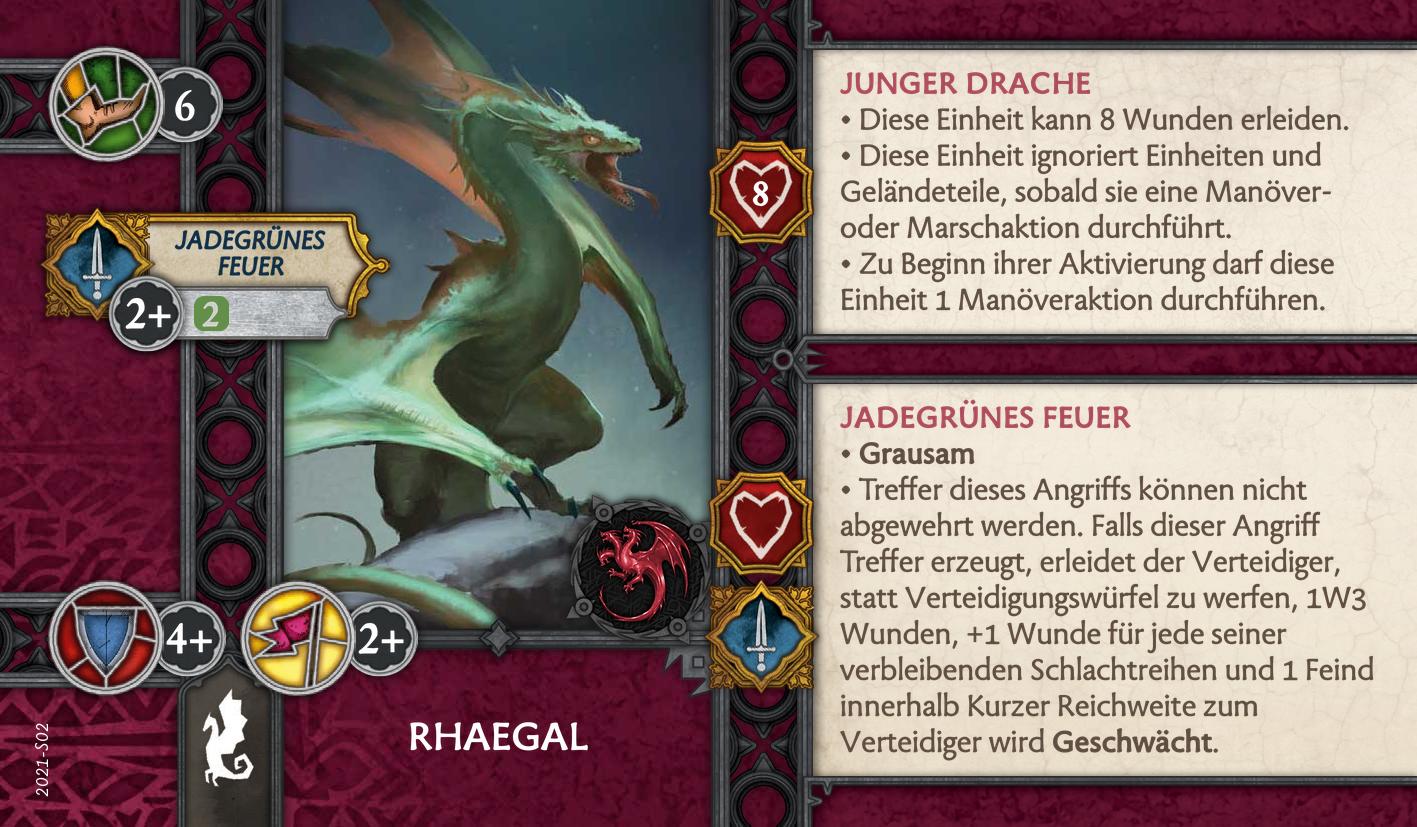 6
JADEGRÜNES
FEUER
2+ 2
4+ 2+
2021-S02
RHAEGAL
8
JUNGER DRACHE
• Diese Einheit kann 8 Wunden erleiden.
• Diese Einheit ignoriert Einheiten und
Geländeteile, sobald sie eine Manöver-
oder Marschaktion durchführt.
• Zu Beginn ihrer Aktivierung darf diese
Einheit 1 Manöveraktion durchführen.
JADEGRÜNES FEUER
• Grausam
• Treffer dieses Angriffs können nicht
abgewehrt werden. Falls dieser Angriff
Treffer erzeugt, erleidet der Verteidiger,
statt Verteidigungswürfel zu werfen, 1W3
Wunden, +1 Wunde für jede seiner
verbleibenden Schlachtreihen und 1 Feind
innerhalb Kurzer Reichweite zum
Verteidiger wird Geschwächt.